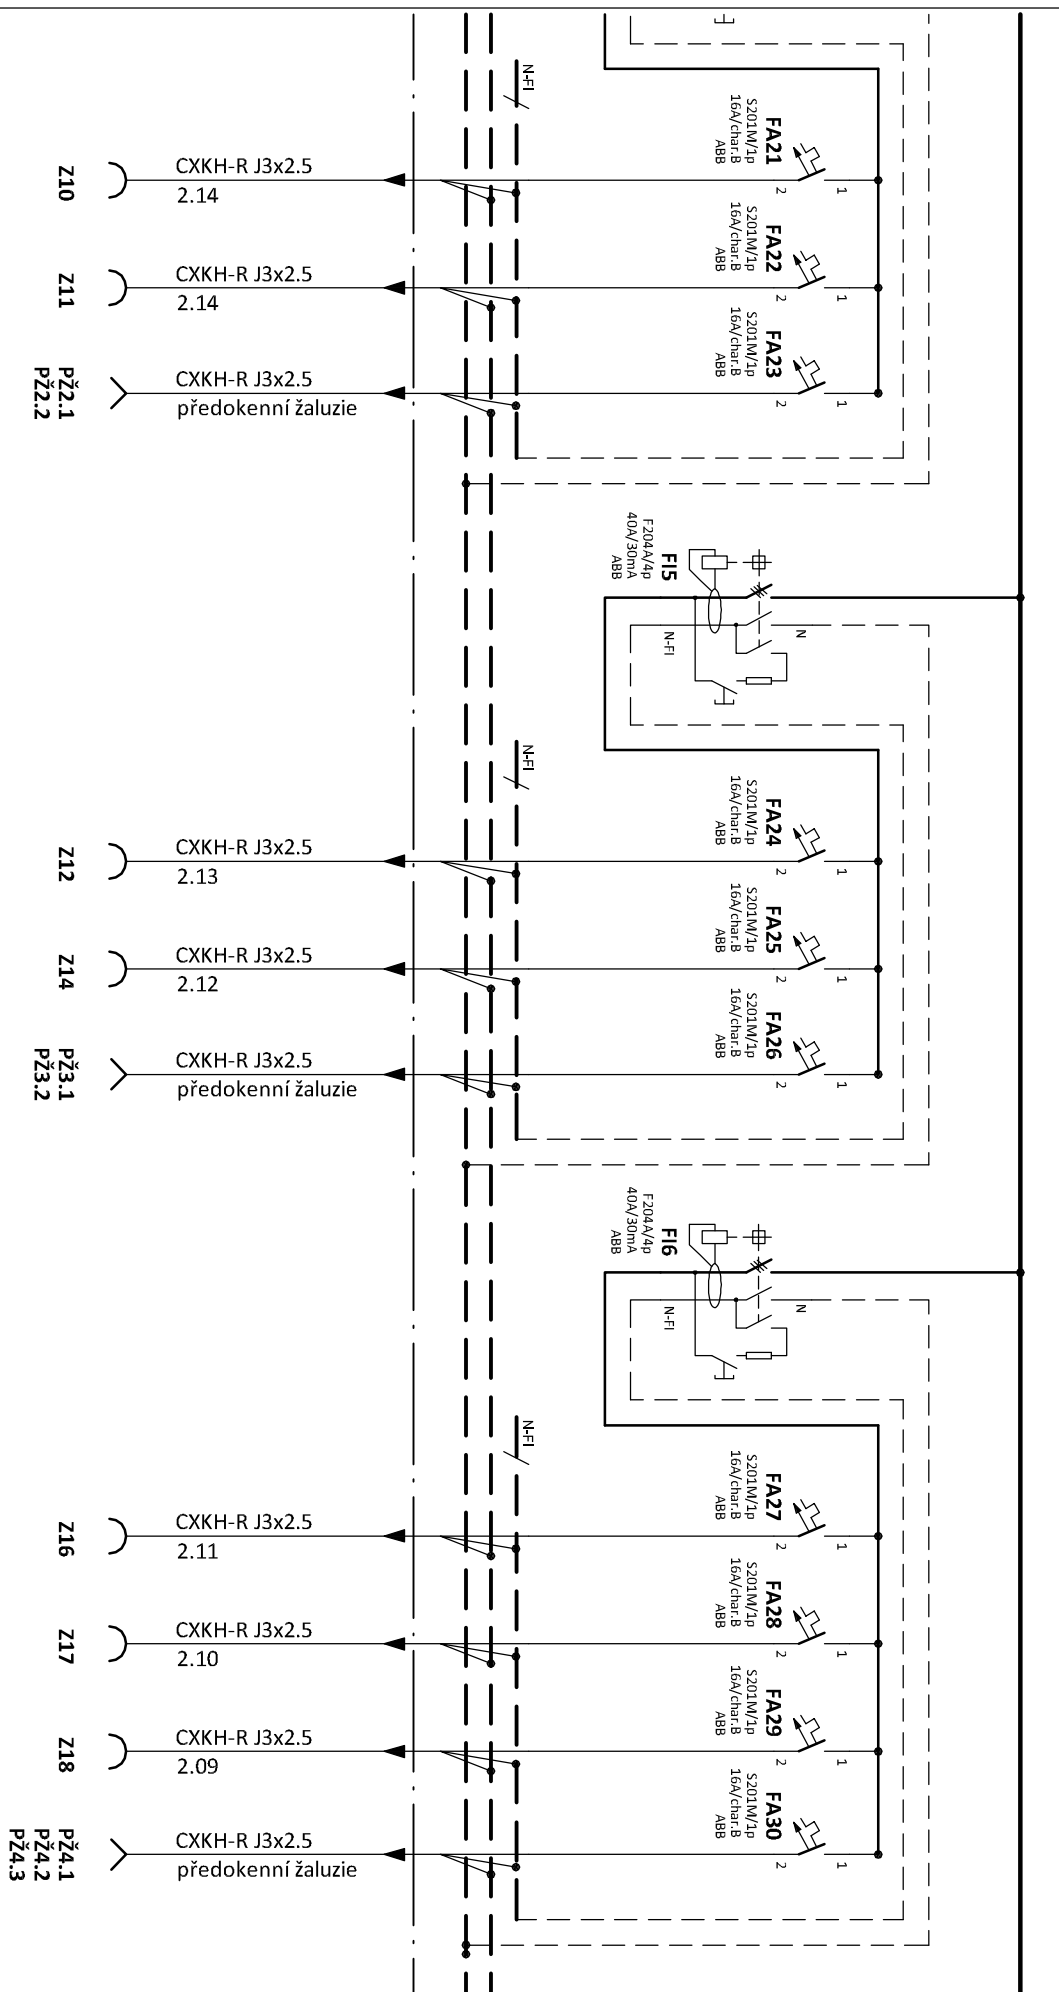 N-FI
FA21
S201M/1p
16A/char.B
ABB
1
2
CXKH-R J3x2.5
2.14
Z10
FA22
S201M/1p
16A/char.B
ABB
1
2
CXKH-R J3x2.5
2.14
Z11
FA23
S201M/1p
16A/char.B
ABB
1
2
CXKH-R J3x2.5
předokenní žaluzie
PŽ2.1
PŽ2.2
FI5
F204A/4p
40A/30mA
ABB
N
N-FI
N-FI
FA24
S201M/1p
16A/char.B
ABB
1
2
CXKH-R J3x2.5
2.13
Z12
FA25
S201M/1p
16A/char.B
ABB
1
2
CXKH-R J3x2.5
2.12
Z14
FA26
S201M/1p
16A/char.B
ABB
1
2
CXKH-R J3x2.5
předokenní žaluzie
PŽ3.1
PŽ3.2
FI6
F204A/4p
40A/30mA
ABB
N
N-FI
N-FI
FA27
S201M/1p
16A/char.B
ABB
1
2
CXKH-R J3x2.5
2.11
Z16
FA28
S201M/1p
16A/char.B
ABB
1
2
CXKH-R J3x2.5
2.10
Z17
FA29
S201M/1p
16A/char.B
ABB
1
2
CXKH-R J3x2.5
2.09
Z18
FA30
S201M/1p
16A/char.B
ABB
1
2
CXKH-R J3x2.5
předokenní žaluzie
PŽ4.1
PŽ4.2
PŽ4.3